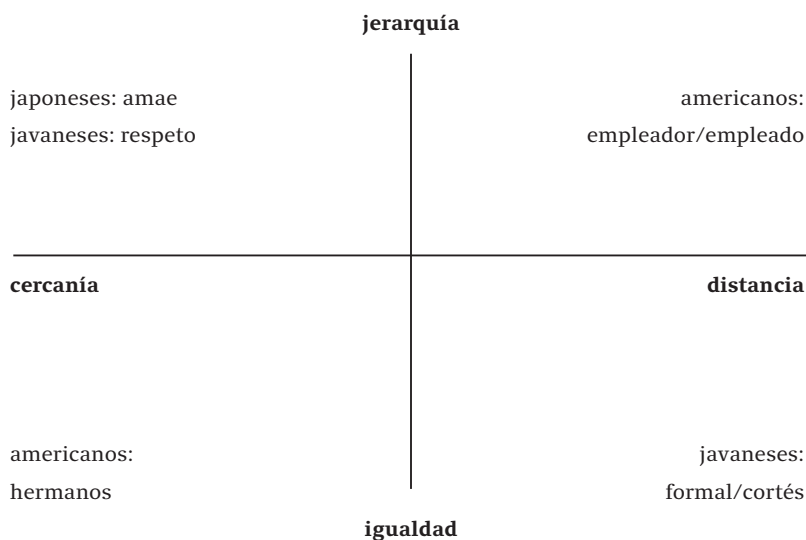 jerarquía
japoneses: amae
javaneses: respeto
americanos:
empleador/empleado
cercanía
distancia
americanos:
hermanos
javaneses:
formal/cortés
igualdad